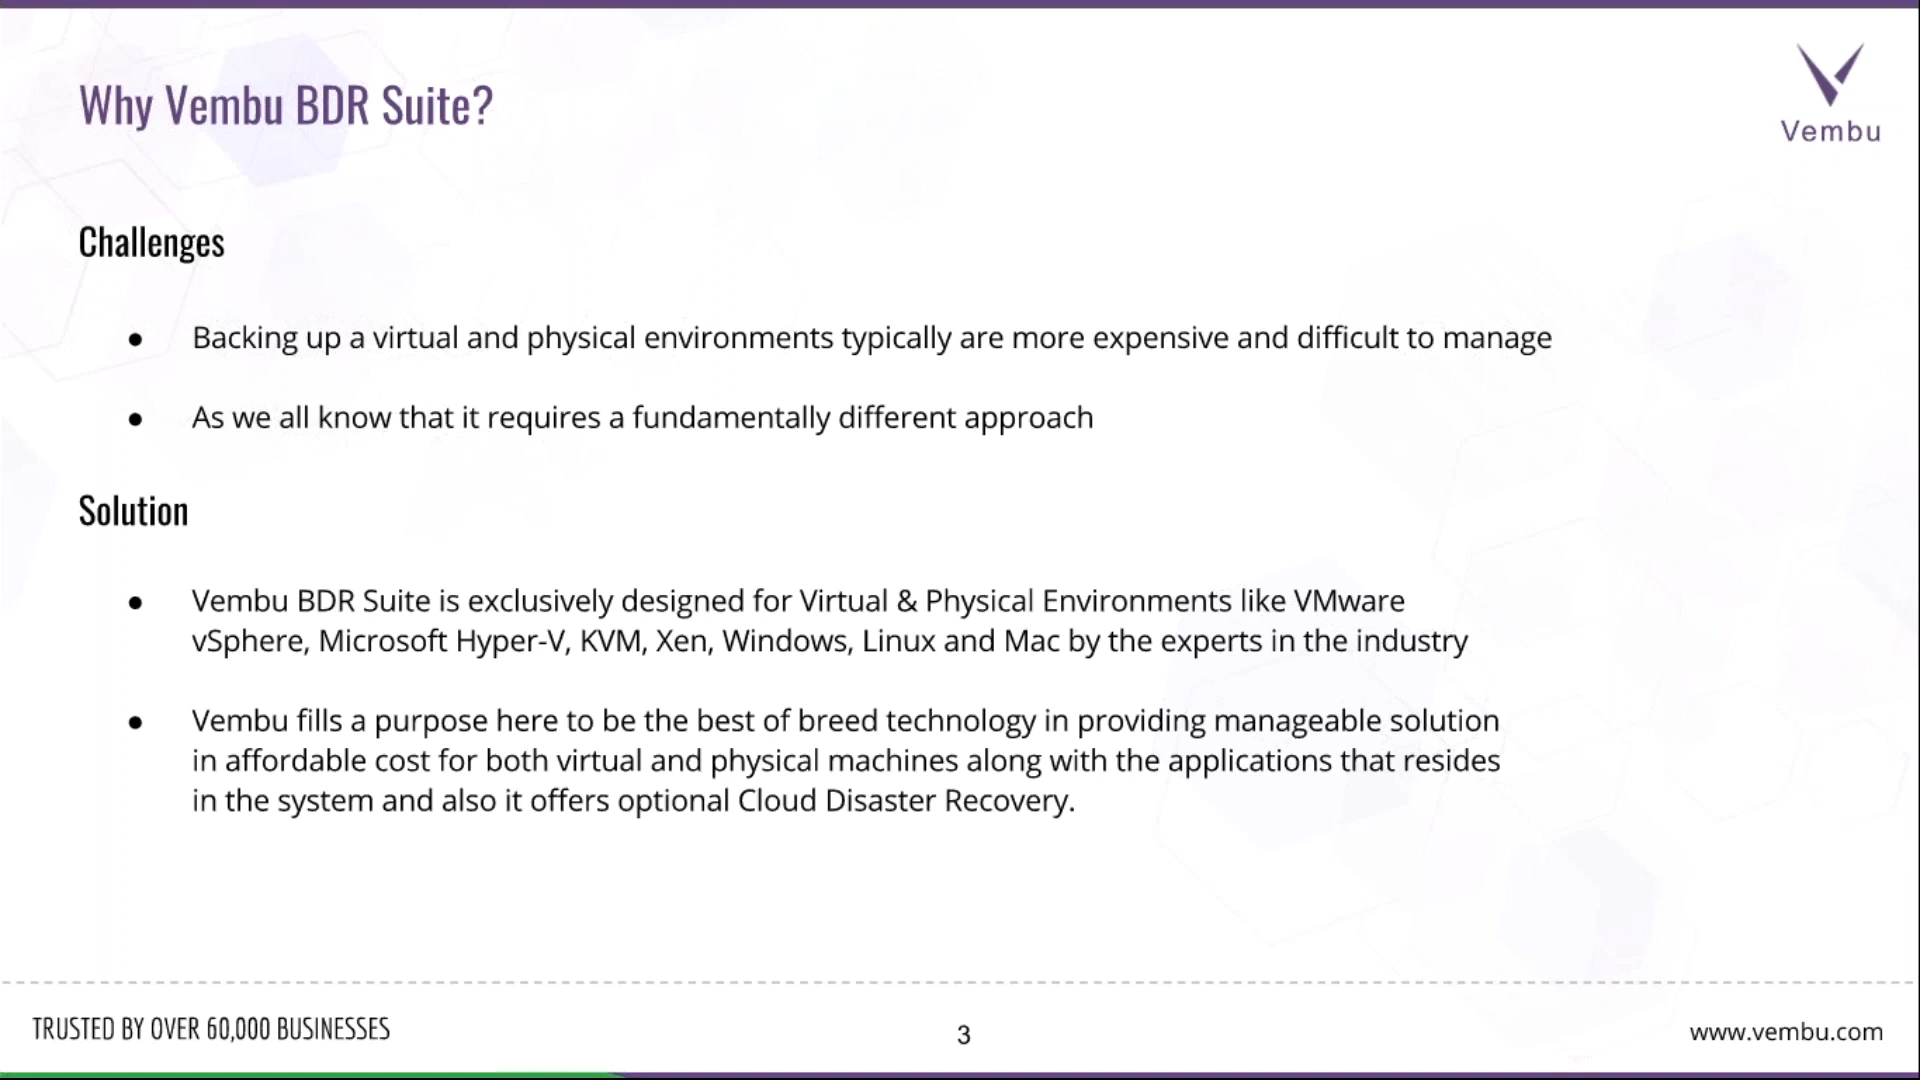 Why Vembu BDR Suite?
Vembu
Challenges
● Backing up a virtual and physical environments typically are more expensive and difficult to manage
● As we all know that it requires a fundamentally different approach
Solution
● Vembu BDR Suite is exclusively designed for Virtual & Physical Environments like VMware
vSphere, Microsoft Hyper-V, KVM, Xen, Windows, Linux and Mac by the experts in the industry
● Vembu fills a purpose here to be the best of breed technology in providing manageable solution
in affordable cost for both virtual and physical machines along with the applications that resides
in the system and also it offers optional Cloud Disaster Recovery.
TRUSTED BY OVER 60,000 BUSINESSES
3
www.vembu.com